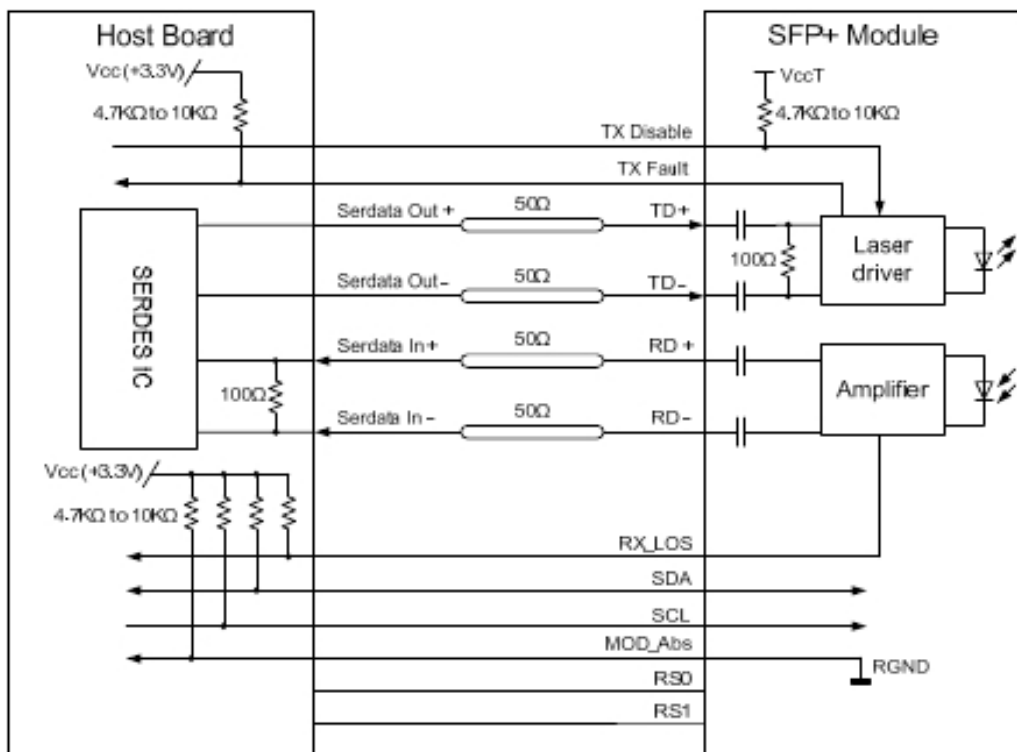 Host Board
SFP+ Module
Vcc(+3.3V)
VccT
4.7KΩ to 10KΩ
4.7KΩ to 10KΩ
TX Disable
TX Fault
Serdata Out +
50Ω
TD+
SERDES IC
100Ω
Laser
driver
Serdata Out-
50Ω
TD-
Serdata In+
50Ω
RD +
100Ω
Amplifier
Serdata In -
50Ω
RD-
Vcc(+3.3V)
4.7KΩ to 10KΩ
RX_LOS
SDA
SCL
MOD_Abs
RGND
RS0
RS1